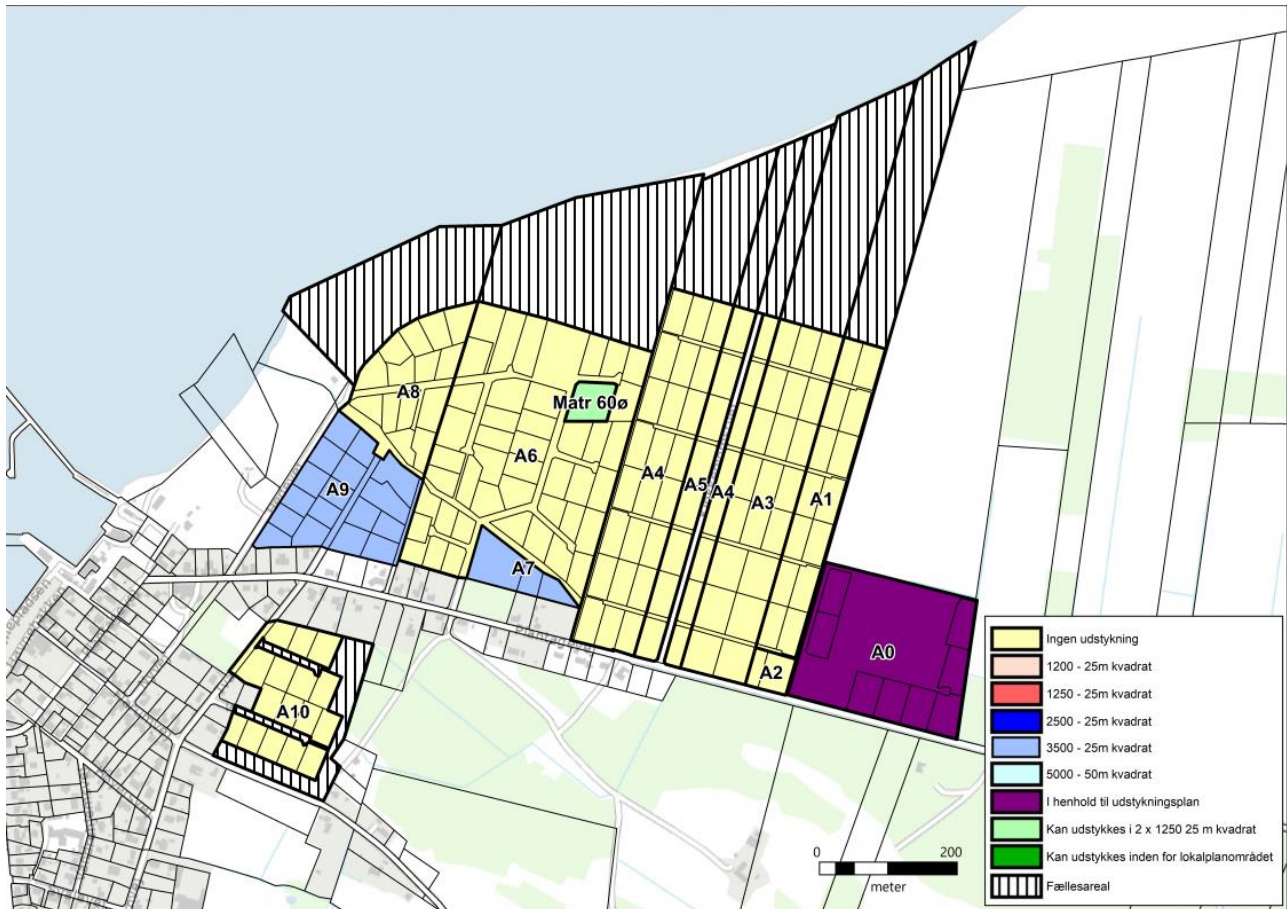 A8
Matr 60ø
A6
A4
A5
A4
A3
A1
A9
A7
A0
A2
A10
Ingen udstykning
1200 - 25m kvadrat
1250 - 25m kvadrat
2500 - 25m kvadrat
3500 - 25m kvadrat
5000 - 50m kvadrat
I henhold til udstykningsplan
Kan udstykkes i 2 x 1250 25 m kvadrat
Kan udstykkes inden for lokalplanområdet
Fællesareal
0 200
meter